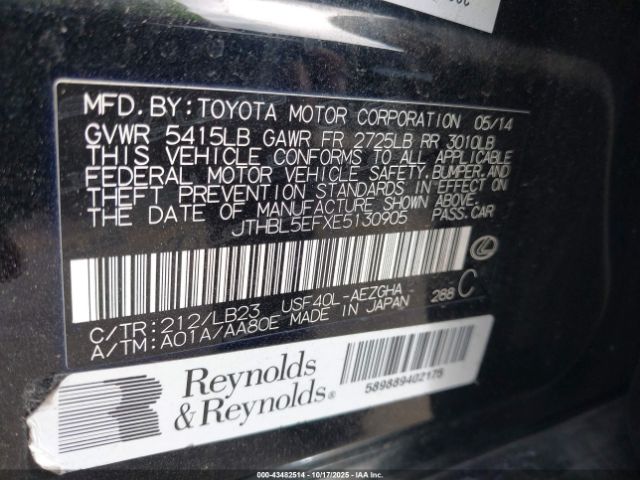 MFD. BY: TOYOTA MOTOR CORPORATION 05/14
GVWR 5415LB GAWR FR 2725LB RR 3010LB
THIS VEHICLE CONFORMS TO ALL APPLICABLE
FEDERAL MOTOR VEHICLE SAFETY, BUMPER, AND
THEFT PREVENTION STANDARDS IN EFFECT ON
THE DATE OF MANUFACTURE SHOWN ABOVE.
JTHBL5EFXE5130905 PASS. CAR
C/TR: 212/LB23 USF40L-AEZGHA 288 C
A/TM: A01A/AA80E MADE IN JAPAN
Reynolds
& Reynolds®
589889402175
000-43482514 - 10/17/2025 - IAAI.COM